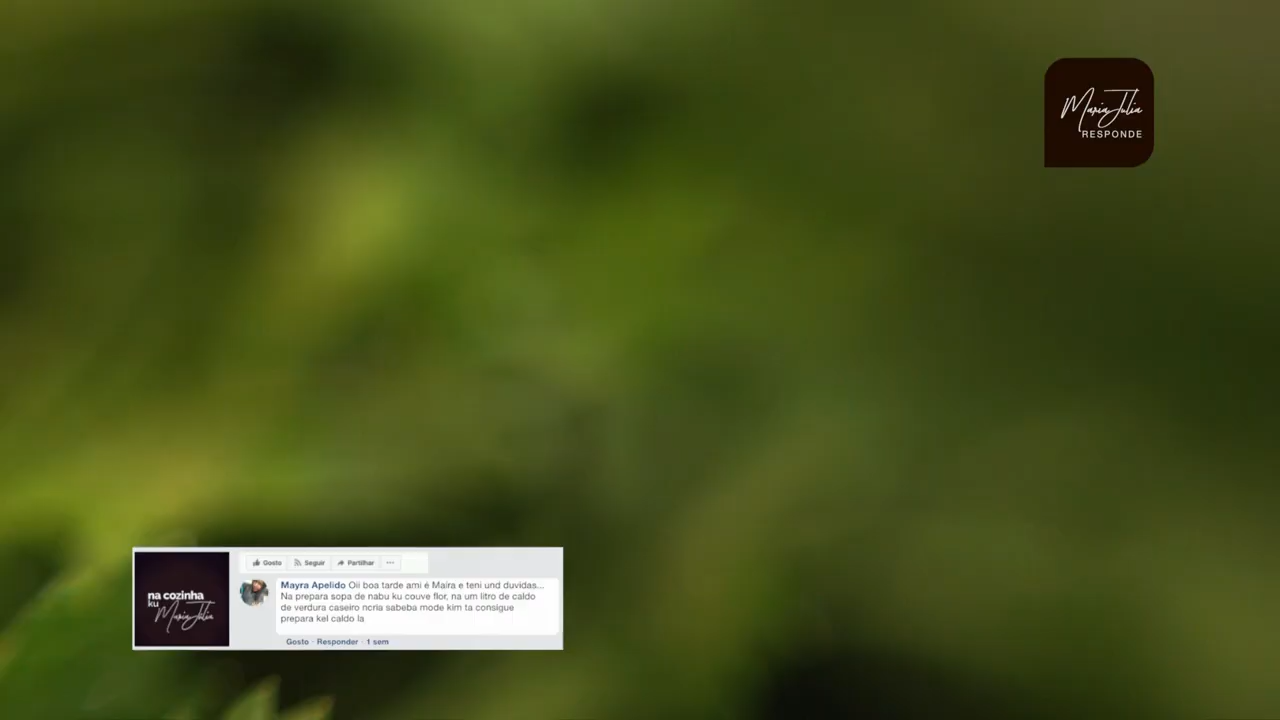 Maria Julia
RESPONDE
na cozinha
ku
Maria Julia
Gosto Seguir Partilhar ...
Mayra Apelido Oii boa tarde ami é Maira e teni und duvidas...
Na prepara sopa de nabu ku couve flor, na um litro de caldo
de verdura caseiro ncria sabeba mode kim ta consigue
prepara kel caldo la
Gosto · Responder · 1 sem